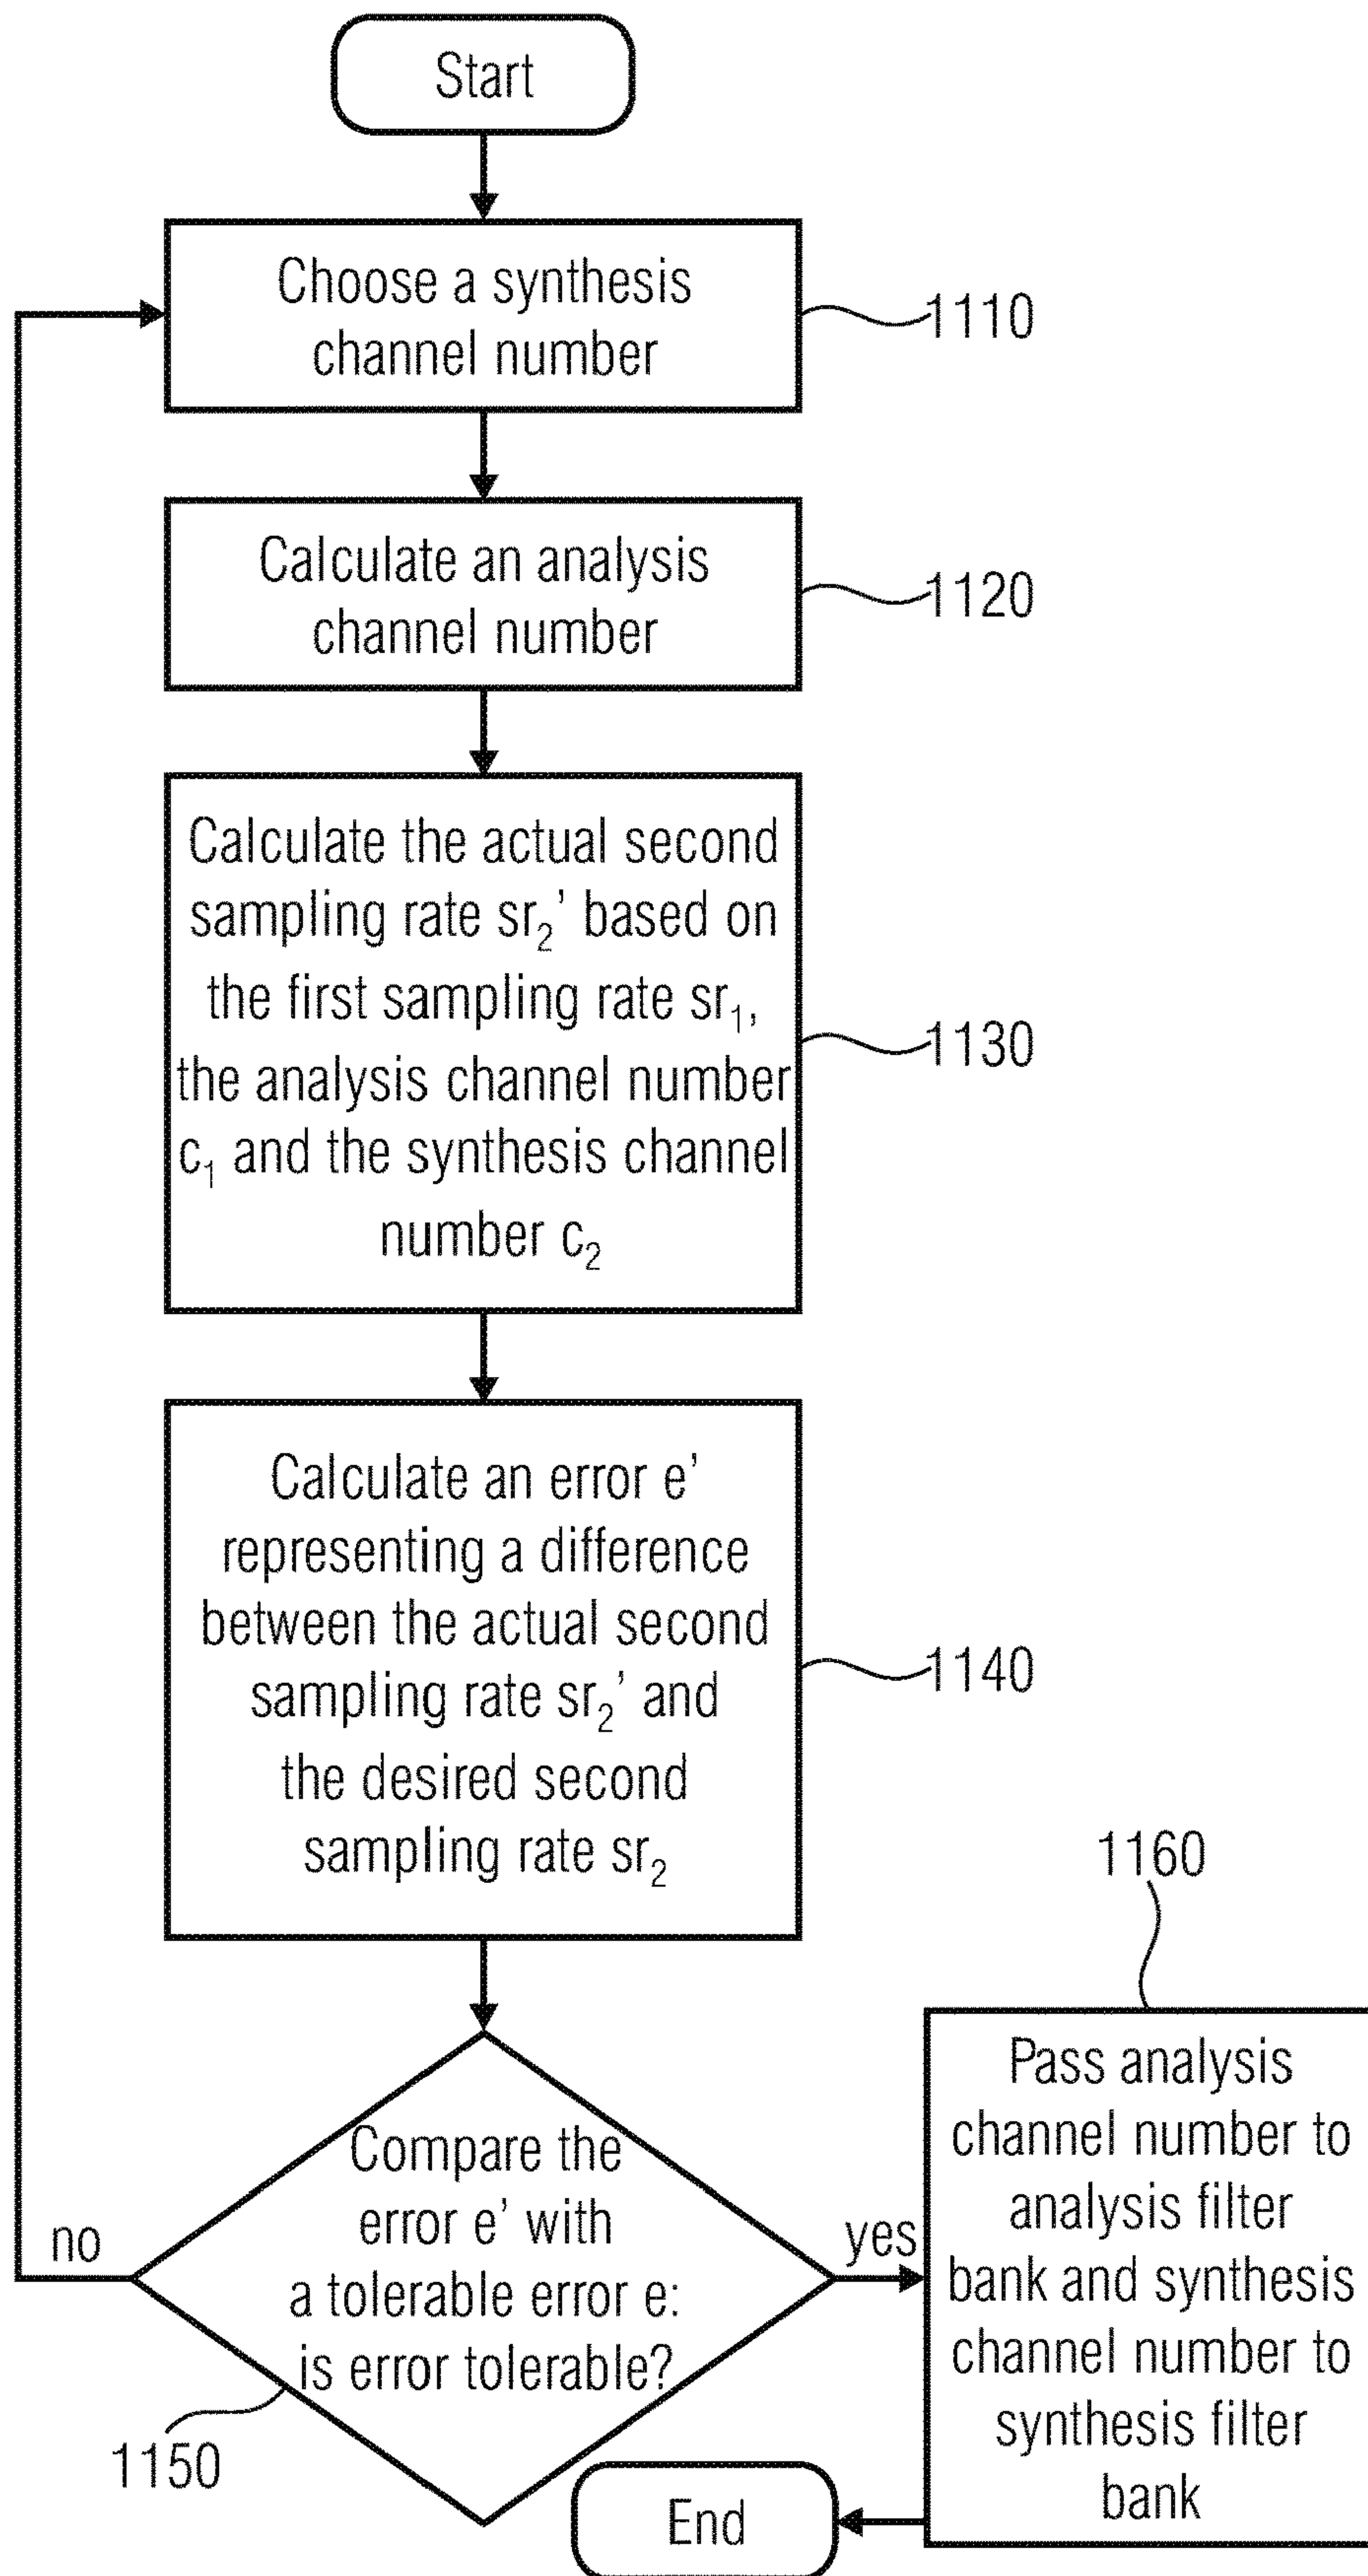 Start
Choose a synthesis
channel number
1110
Calculate an analysis
channel number
1120
Calculate the actual second
sampling rate sr₂’ based on
the first sampling rate sr₁,
the analysis channel number
c₁ and the synthesis channel
number c₂
1130
Calculate an error e’
representing a difference
between the actual second
sampling rate sr₂’ and
the desired second
sampling rate sr₂
1140
Compare the
error e’ with
a tolerable error e:
is error tolerable?
1150
no
yes
1160
Pass analysis
channel number to
analysis filter
bank and synthesis
channel number to
synthesis filter
bank
End